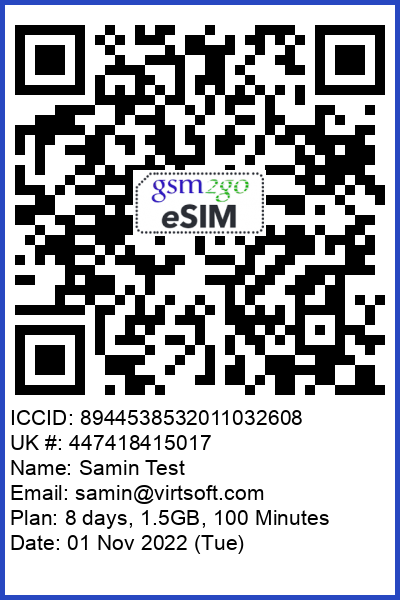 gsm2go
eSIM
ICCID: 8944538532011032608
UK #: 447418415017
Name: Samin Test
Email: samin@virtsoft.com
Plan: 8 days, 1.5GB, 100 Minutes
Date: 01 Nov 2022 (Tue)